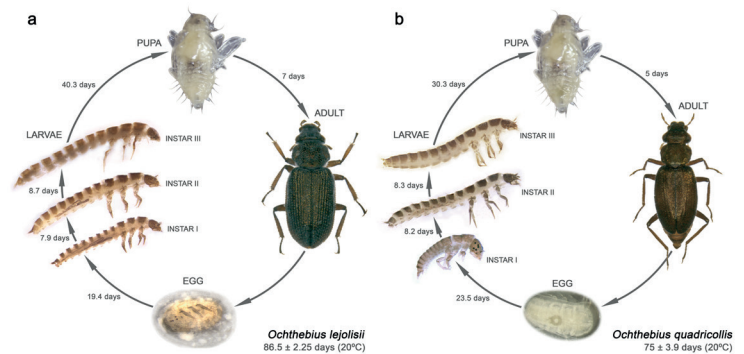 a
PUPA
40.3 days
7 days
LARVAE
ADULT
INSTAR III
8.7 days
INSTAR II
7.9 days
INSTAR I
19.4 days
EGG
Ochthebius lejolisii
86.5 ± 2.25 days (20ºC)
b
PUPA
30.3 days
5 days
LARVAE
ADULT
INSTAR III
8.3 days
INSTAR II
8.2 days
INSTAR I
23.5 days
EGG
Ochthebius quadricollis
75 ± 3.9 days (20ºC)